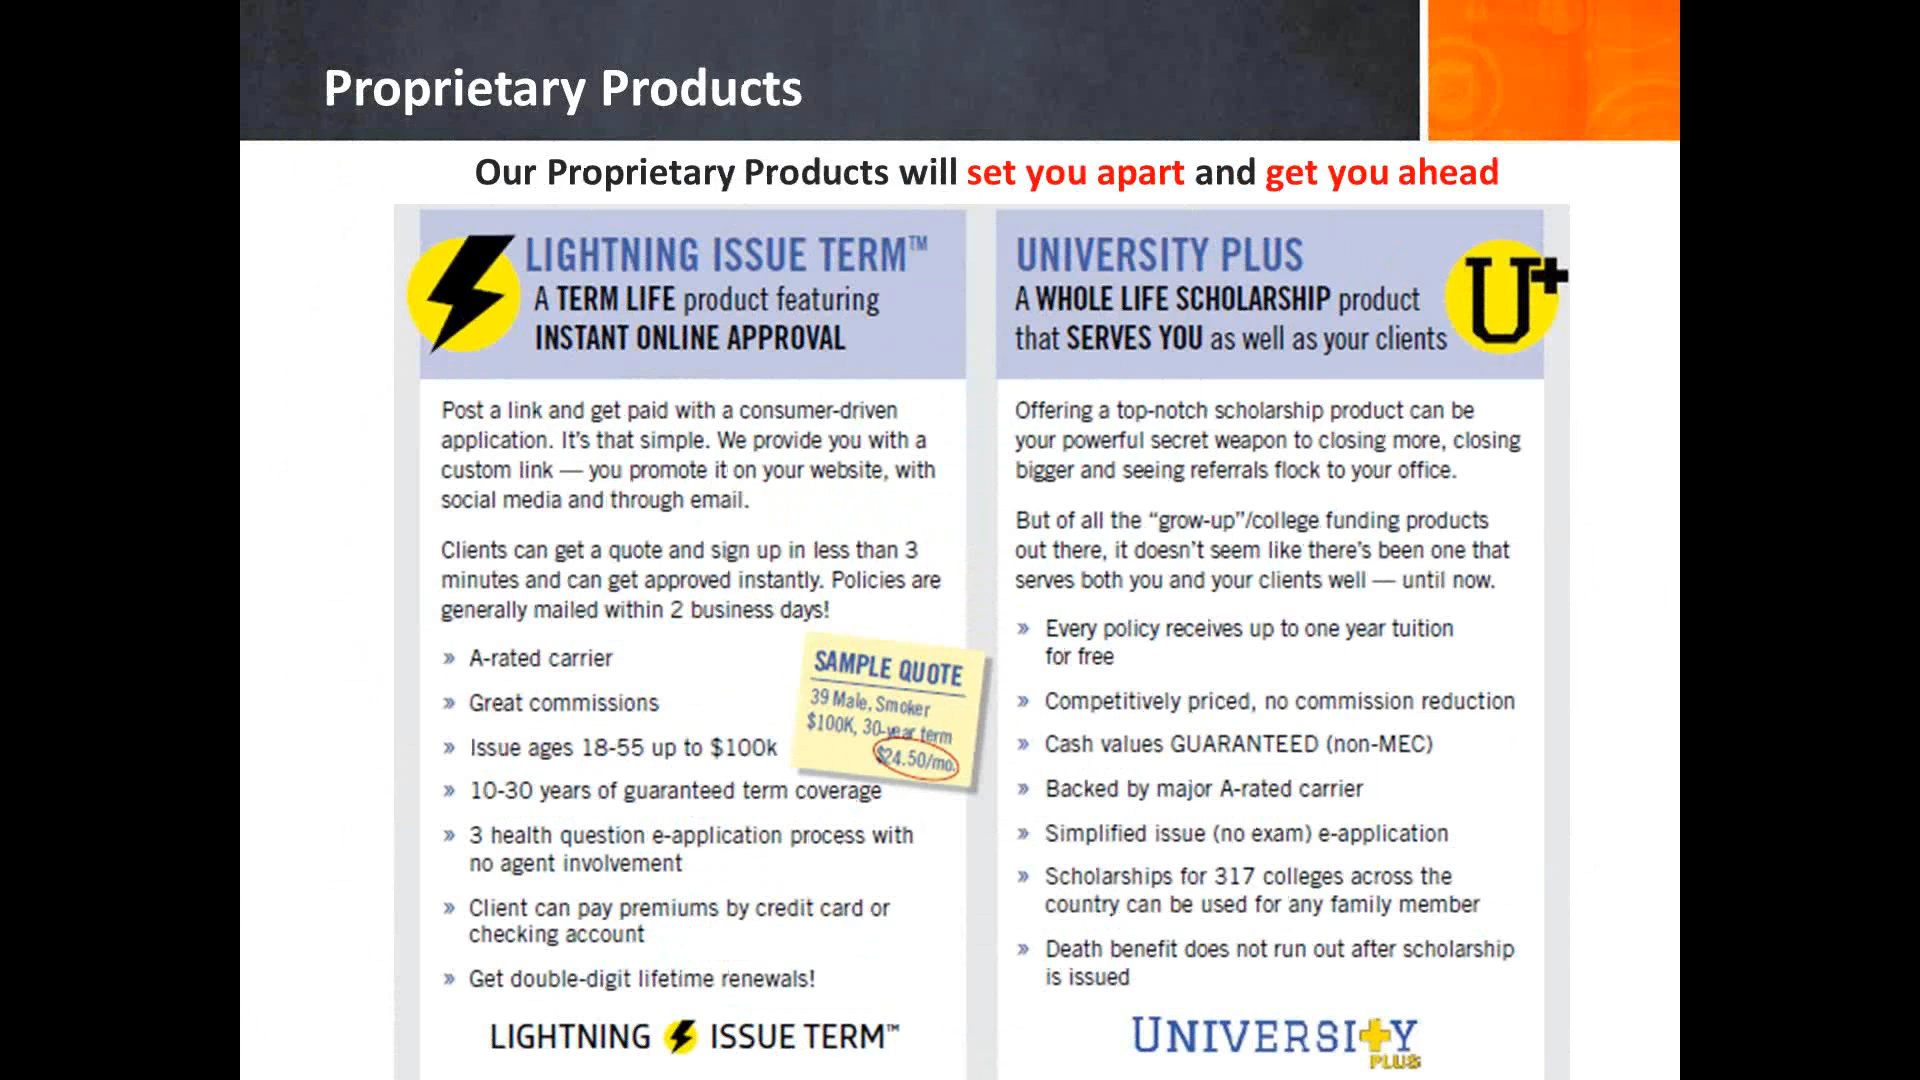 Proprietary Products
Our Proprietary Products will set you apart and get you ahead
LIGHTNING ISSUE TERM™
A TERM LIFE product featuring
INSTANT ONLINE APPROVAL
Post a link and get paid with a consumer-driven
application. It's that simple. We provide you with a
custom link — you promote it on your website, with
social media and through email.
Clients can get a quote and sign up in less than 3
minutes and can get approved instantly. Policies are
generally mailed within 2 business days!
» A-rated carrier
» Great commissions
» Issue ages 18-55 up to $100k
» 10-30 years of guaranteed term coverage
» 3 health question e-application process with
no agent involvement
» Client can pay premiums by credit card or
checking account
» Get double-digit lifetime renewals!
SAMPLE QUOTE
39 Male, Smoker
$100K, 30-year term
$24.50/mo.
LIGHTNING ISSUE TERM™
UNIVERSITY PLUS
A WHOLE LIFE SCHOLARSHIP product
that SERVES YOU as well as your clients
U+
Offering a top-notch scholarship product can be
your powerful secret weapon to closing more, closing
bigger and seeing referrals flock to your office.
But of all the “grow-up”/college funding products
out there, it doesn't seem like there's been one that
serves both you and your clients well — until now.
» Every policy receives up to one year tuition
for free
» Competitively priced, no commission reduction
» Cash values GUARANTEED (non-MEC)
» Backed by major A-rated carrier
» Simplified issue (no exam) e-application
» Scholarships for 317 colleges across the
country can be used for any family member
» Death benefit does not run out after scholarship
is issued
UNIVERSITY
PLUS